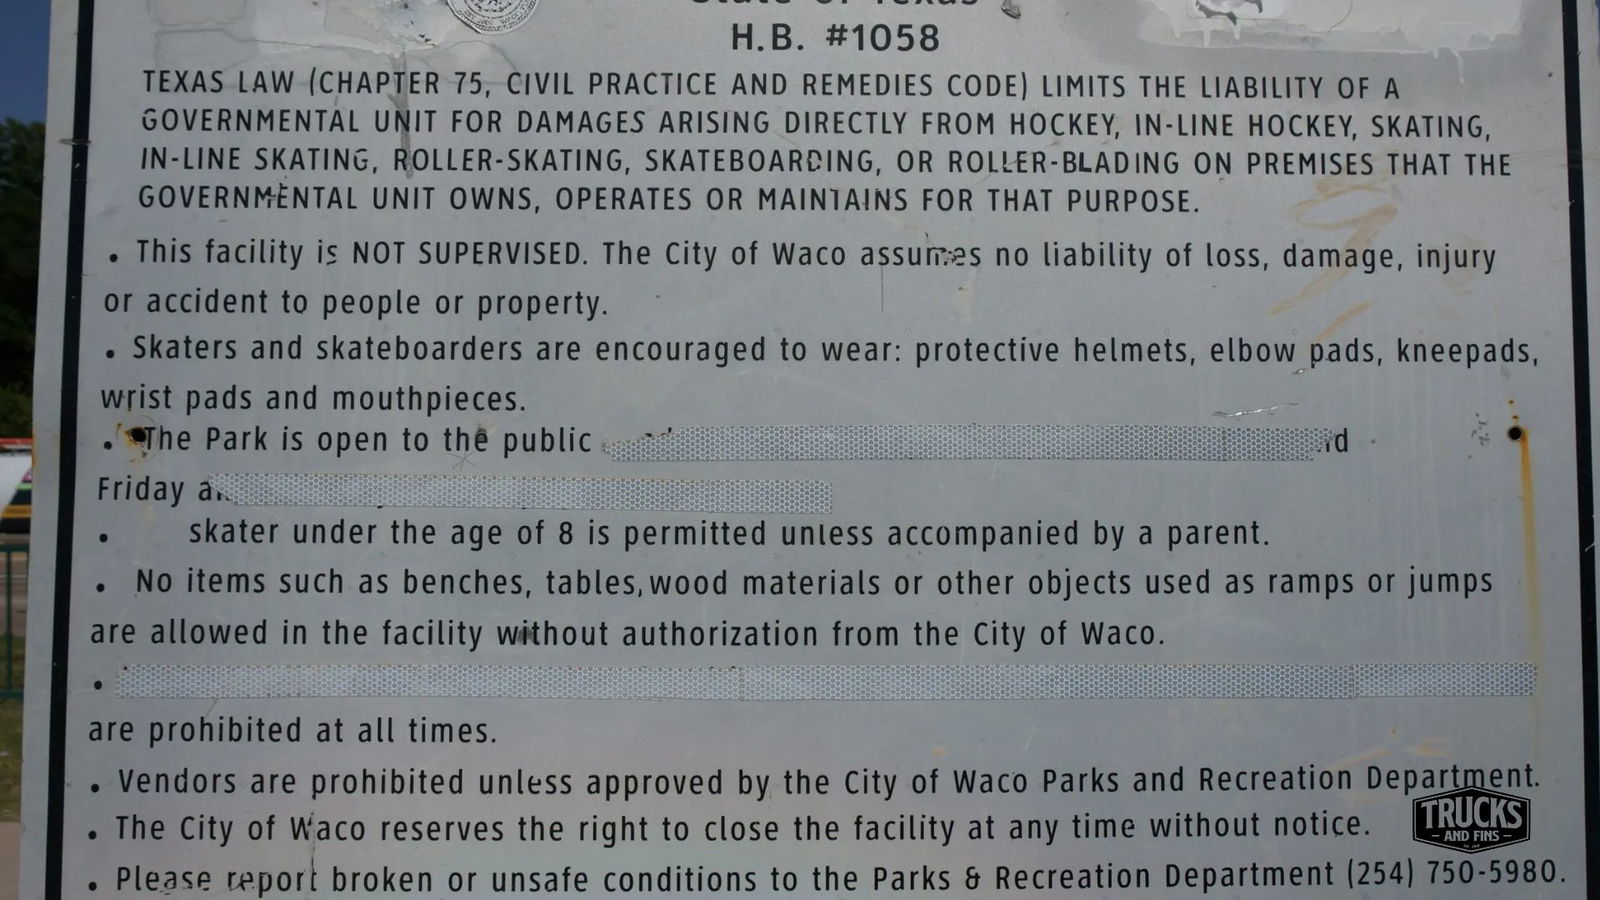 State of Texas
H.B. #1058
TEXAS LAW (CHAPTER 75, CIVIL PRACTICE AND REMEDIES CODE) LIMITS THE LIABILITY OF A
GOVERNMENTAL UNIT FOR DAMAGES ARISING DIRECTLY FROM HOCKEY, IN-LINE HOCKEY, SKATING,
IN-LINE SKATING, ROLLER-SKATING, SKATEBOARDING, OR ROLLER-BLADING ON PREMISES THAT THE
GOVERNMENTAL UNIT OWNS, OPERATES OR MAINTAINS FOR THAT PURPOSE.
• This facility is NOT SUPERVISED. The City of Waco assumes no liability of loss, damage, injury
or accident to people or property.
• Skaters and skateboarders are encouraged to wear: protective helmets, elbow pads, kneepads,
wrist pads and mouthpieces.
• The Park is open to the public
Friday
• skater under the age of 8 is permitted unless accompanied by a parent.
• No items such as benches, tables, wood materials or other objects used as ramps or jumps
are allowed in the facility without authorization from the City of Waco.
•
are prohibited at all times.
• Vendors are prohibited unless approved by the City of Waco Parks and Recreation Department.
• The City of Waco reserves the right to close the facility at any time without notice.
• Please report broken or unsafe conditions to the Parks & Recreation Department (254) 750-5980.
TRUCKS
AND FINS